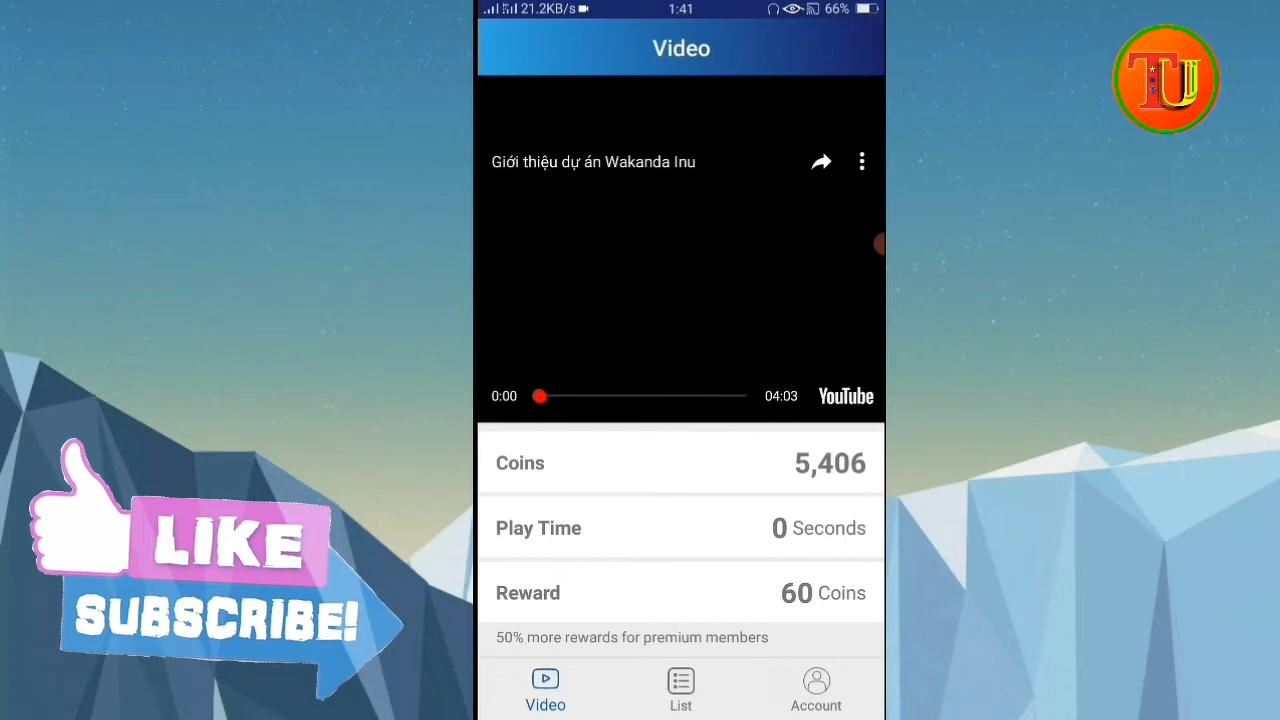 21.2KB/s
1:41
66%
Video
TU
Giới thiệu dự án Wakanda Inu
0:00
04:03
YouTube
Coins
5,406
Play Time
0 Seconds
Reward
60 Coins
50% more rewards for premium members
Video
List
Account
LIKE
SUBSCRIBE!